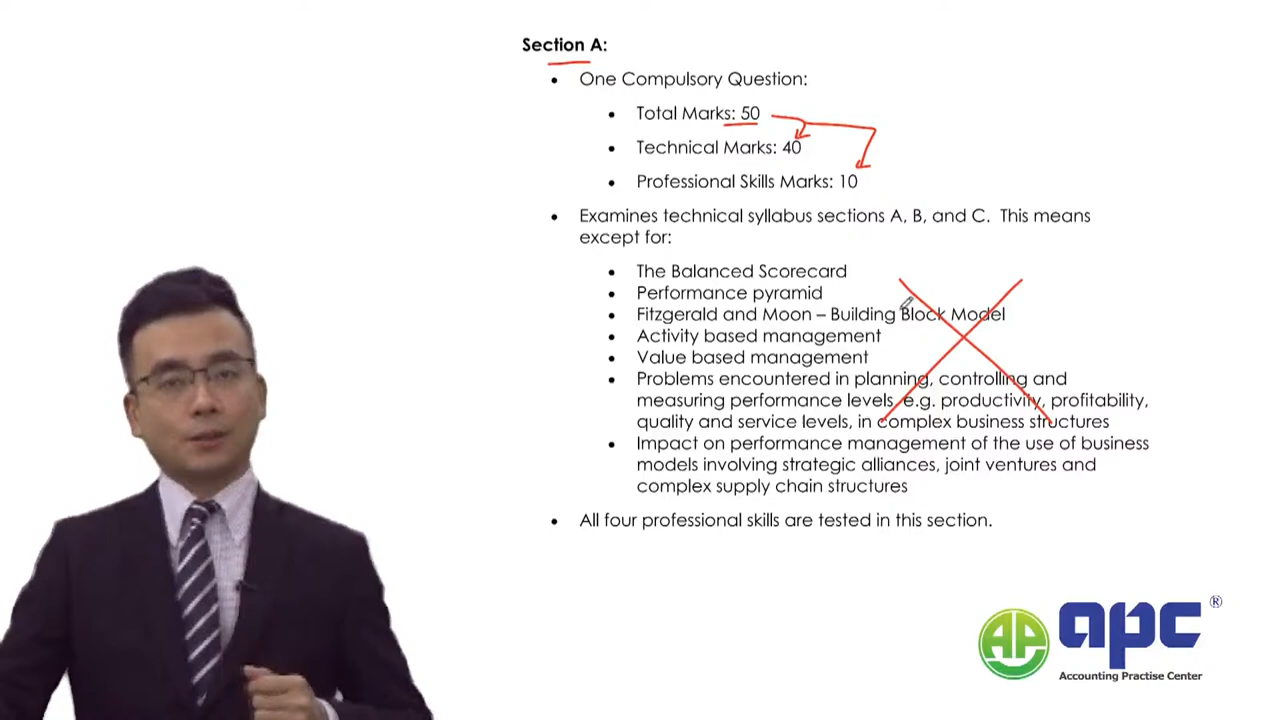 Section A:
• One Compulsory Question:
• Total Marks: 50
• Technical Marks: 40
• Professional Skills Marks: 10
• Examines technical syllabus sections A, B, and C. This means
except for:
• The Balanced Scorecard
• Performance pyramid
• Fitzgerald and Moon – Building Block Model
• Activity based management
• Value based management
• Problems encountered in planning, controlling and
measuring performance levels, e.g. productivity, profitability,
quality and service levels, in complex business structures
• Impact on performance management of the use of business
models involving strategic alliances, joint ventures and
complex supply chain structures
• All four professional skills are tested in this section.
AP apc ®
Accounting Practise Center